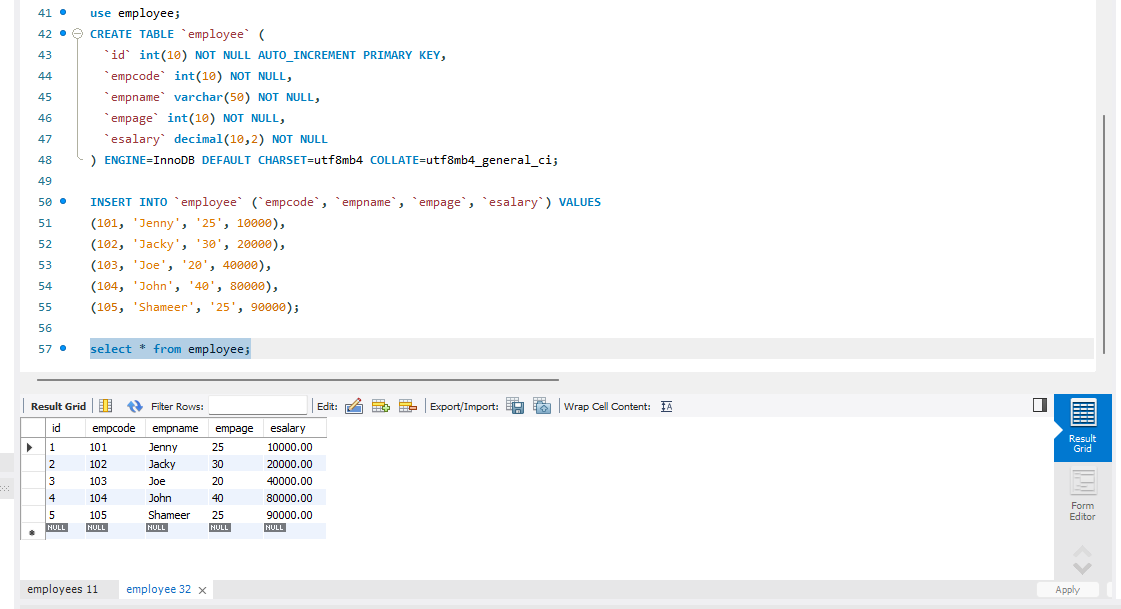 41 use employee;
42 CREATE TABLE `employee` (
43 `id` int(10) NOT NULL AUTO_INCREMENT PRIMARY KEY,
44 `empcode` int(10) NOT NULL,
45 `empname` varchar(50) NOT NULL,
46 `empage` int(10) NOT NULL,
47 `esalary` decimal(10,2) NOT NULL
48 ) ENGINE=InnoDB DEFAULT CHARSET=utf8mb4 COLLATE=utf8mb4_general_ci;
49
50 INSERT INTO `employee` (`empcode`, `empname`, `empage`, `esalary`) VALUES
51 (101, 'Jenny', '25', 10000),
52 (102, 'Jacky', '30', 20000),
53 (103, 'Joe', '20', 40000),
54 (104, 'John', '40', 80000),
55 (105, 'Shameer', '25', 90000);
56
57 select * from employee;
Result Grid Filter Rows: Edit: Export/Import: Wrap Cell Content: IA
id empcode empname empage esalary
1 101 Jenny 25 10000.00
2 102 Jacky 30 20000.00
3 103 Joe 20 40000.00
4 104 John 40 80000.00
5 105 Shameer 25 90000.00
NULL NULL NULL NULL NULL
Result
Grid
Form
Editor
employees 11 employee 32
Apply